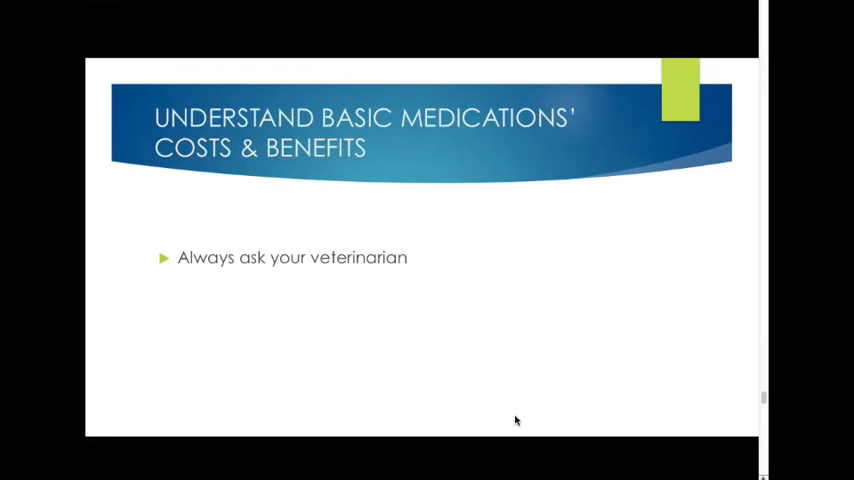 UNDERSTAND BASIC MEDICATIONS’
COSTS & BENEFITS
Always ask your veterinarian